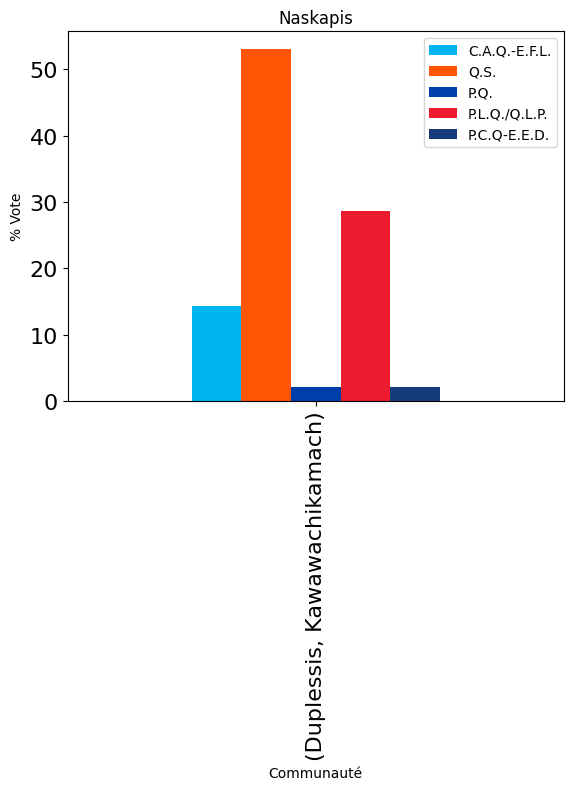 Naskapis
C.A.Q.-E.F.L.
Q.S.
P.Q.
P.L.Q./Q.L.P.
P.C.Q-E.E.D.
% Vote
50
40
30
20
10
0
(Duplessis, Kawawachikamach)
Communauté